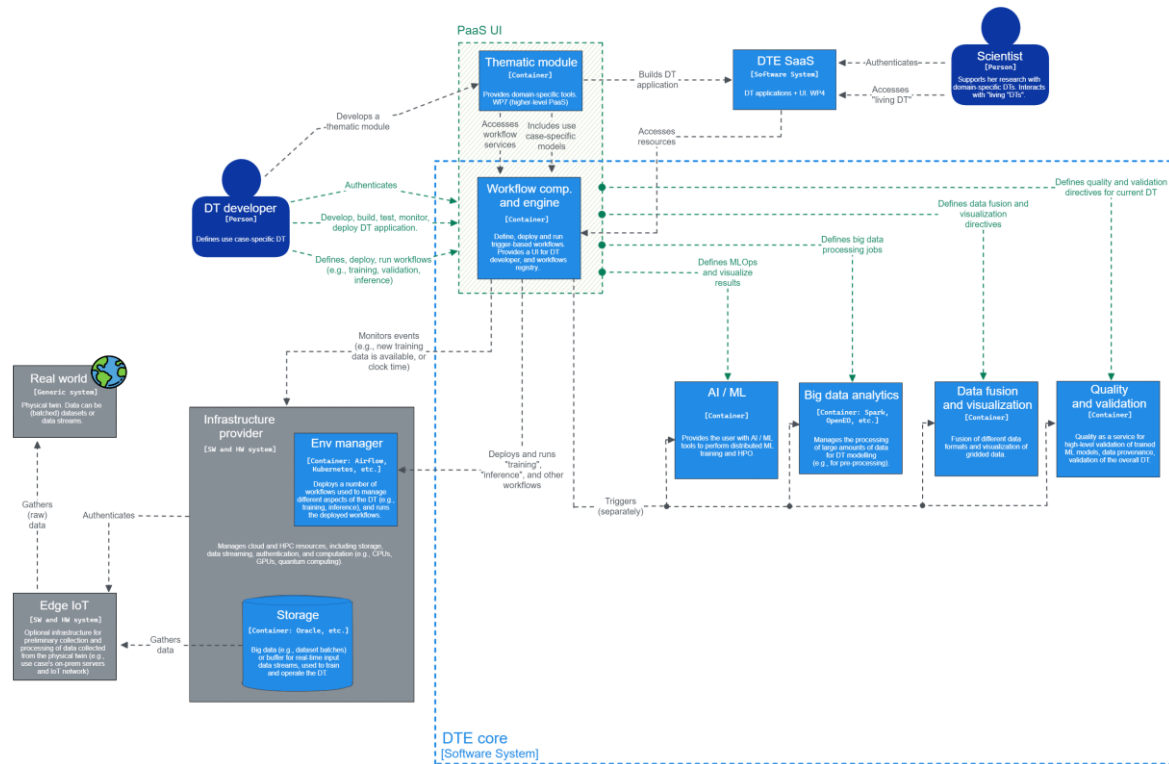 PaaS UI
Thematic module
[Container]
Provides domain-specific tools.
WP7 (higher-level PaaS)
Builds DT
application
DTE SaaS
[Software System]
DT applications + UI. WP4
Authenticates
Accesses
"living DT"
Scientist
[Person]
Supports her research with
domain-specific DTs. Interacts
with "living "DTs".
Develops a
-thematic module
Accesses
workflow
services
Includes use
case-specific
models
Accesses
resources
DT developer
[Person]
Defines use case-specific DT
Authenticates
Develop, build, test, monitor,
deploy DT application.
Defines, deploy, run workflows
(e.g., training, validation,
inference)
Workflow comp.
and engine
[Container]
Define, deploy and run
trigger-based workflows.
Provides a UI for DT
developer, and workflows
registry.
Defines quality and validation
directives for current DT
Defines data fusion and
visualization
directives
Defines big data
processing jobs
Defines MLOps
and visualize
results
Monitors events
(e.g., new training
data is available, or
clock time)
Real world
[Generic system]
Physical twin. Data can be
(batched) datasets or
data streams.
Infrastructure
provider
[SW and HW system]
Env manager
[Container: Airflow,
Kubernetes, etc.]
Deploys a number of
workflows used to manage
different aspects of the DT (e.g.,
training, inference), and runs
the deployed workflows.
Deploys and runs
"training",
"inference", and other
workflows
AI / ML
[Container]
Provides the user with AI / ML
tools to perform distributed ML
training and HPO.
Big data analytics
[Container: Spark,
OpenEO, etc.]
Manages the processing
of large amounts of data
for DT modelling
(e.g., for pre-processing).
Data fusion
and visualization
[Container]
Fusion of different data
formats and visualization of
gridded data.
Quality
and validation
[Container]
Quality as a service for
high-level validation of trained
ML models, data provenance,
validation of the overall DT.
Triggers
(separately)
Gathers
(raw)
data
Authenticates
Manages cloud and HPC resources, including storage,
data streaming, authentication, and computation (e.g., CPUs,
GPUs, quantum computing).
Edge IoT
[SW and HW system]
Optional infrastructure for
preliminary collection and
processing of data collected
from the physical twin (e.g.,
use case's on-prem servers
and IoT network)
Gathers
data
Storage
[Container: Oracle, etc.]
Big data (e.g., dataset batches)
or buffer for real-time input
data streams, used to train
and operate the DT.
DTE core
[Software System]